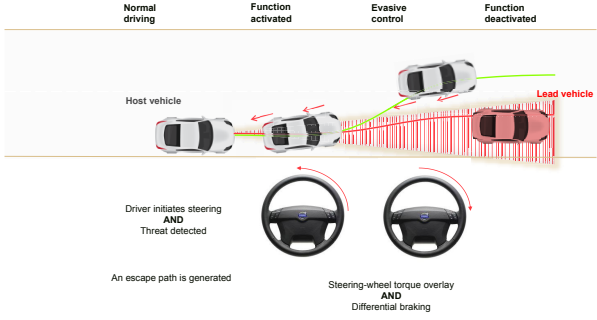 Normal
driving
Function
activated
Evasive
control
Function
deactivated
Host vehicle
Lead vehicle
Driver initiates steering
AND
Threat detected
An escape path is generated
Steering-wheel torque overlay
AND
Differential braking